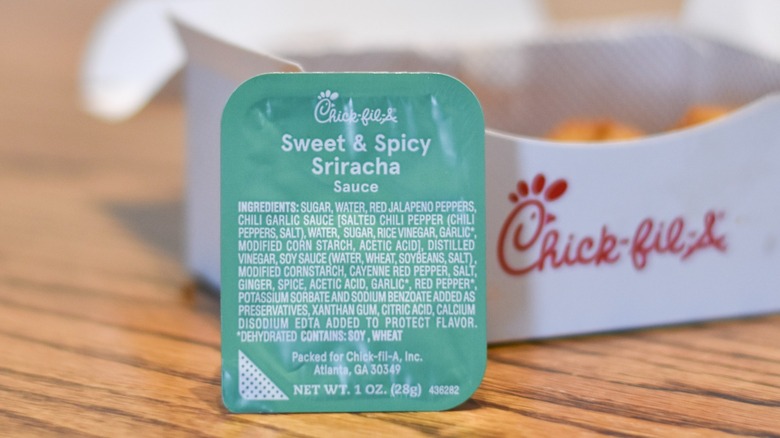 Chick-fil-A
Sweet & Spicy
Sriracha
Sauce
INGREDIENTS: SUGAR, WATER, RED JALAPENO PEPPERS,
CHILI GARLIC SAUCE [SALTED CHILI PEPPER (CHILI
PEPPERS, SALT), WATER, SUGAR, RICE VINEGAR, GARLIC*,
MODIFIED CORN STARCH, ACETIC ACID], DISTILLED
VINEGAR, SOY SAUCE (WATER, WHEAT, SOYBEANS, SALT),
MODIFIED CORNSTARCH, CAYENNE RED PEPPER, SALT,
GINGER, SPICE, ACETIC ACID, GARLIC*, RED PEPPER*,
POTASSIUM SORBATE AND SODIUM BENZOATE ADDED AS
PRESERVATIVES, XANTHAN GUM, CITRIC ACID, CALCIUM
DISODIUM EDTA ADDED TO PROTECT FLAVOR.
*DEHYDRATED CONTAINS: SOY, WHEAT
Packed for Chick-fil-A, Inc.
Atlanta, GA 30349
NET WT. 1 OZ. (28g) 436282
Chick-fil-A